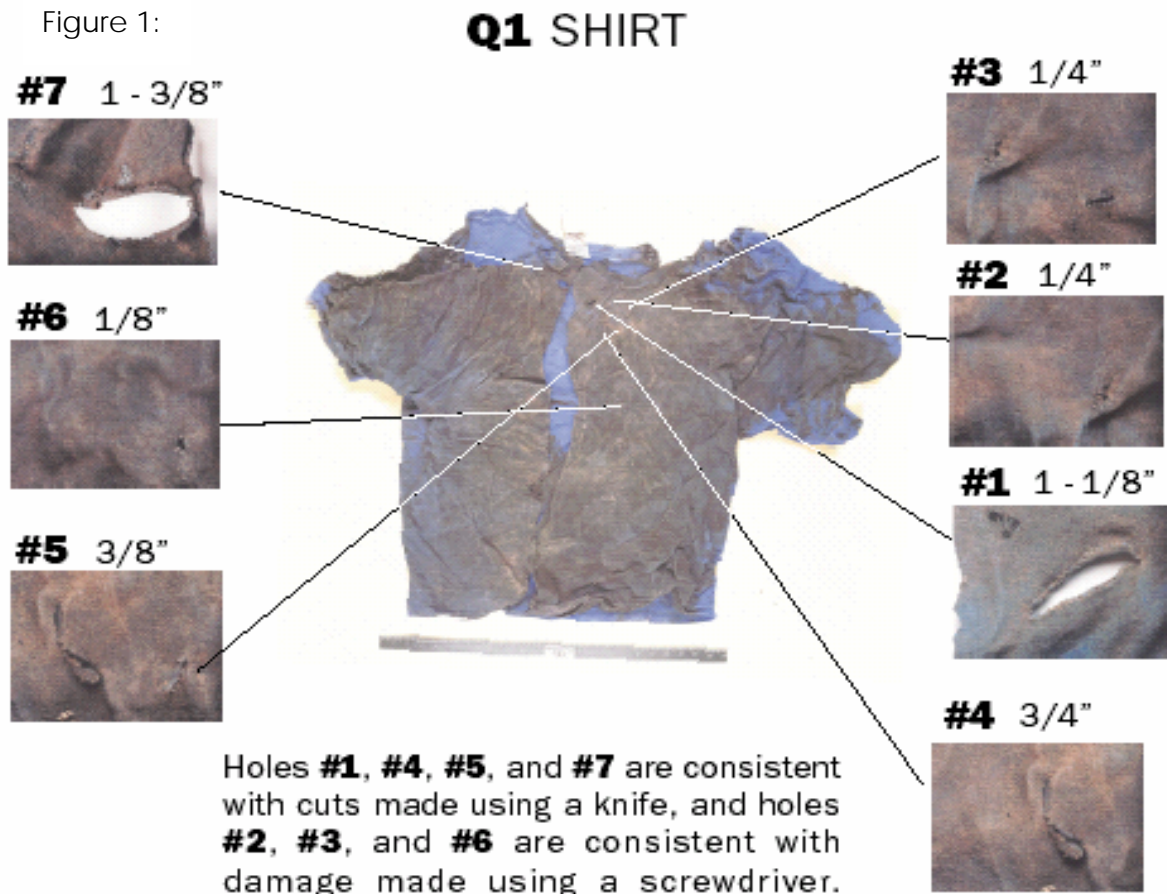 Figure 1:
Q1 SHIRT
#7 1 - 3/8”
#3 1/4”
#6 1/8”
#2 1/4”
#5 3/8”
#1 1 - 1/8”
#4 3/4”
Holes #1, #4, #5, and #7 are consistent
with cuts made using a knife, and holes
#2, #3, and #6 are consistent with
damage made using a screwdriver.